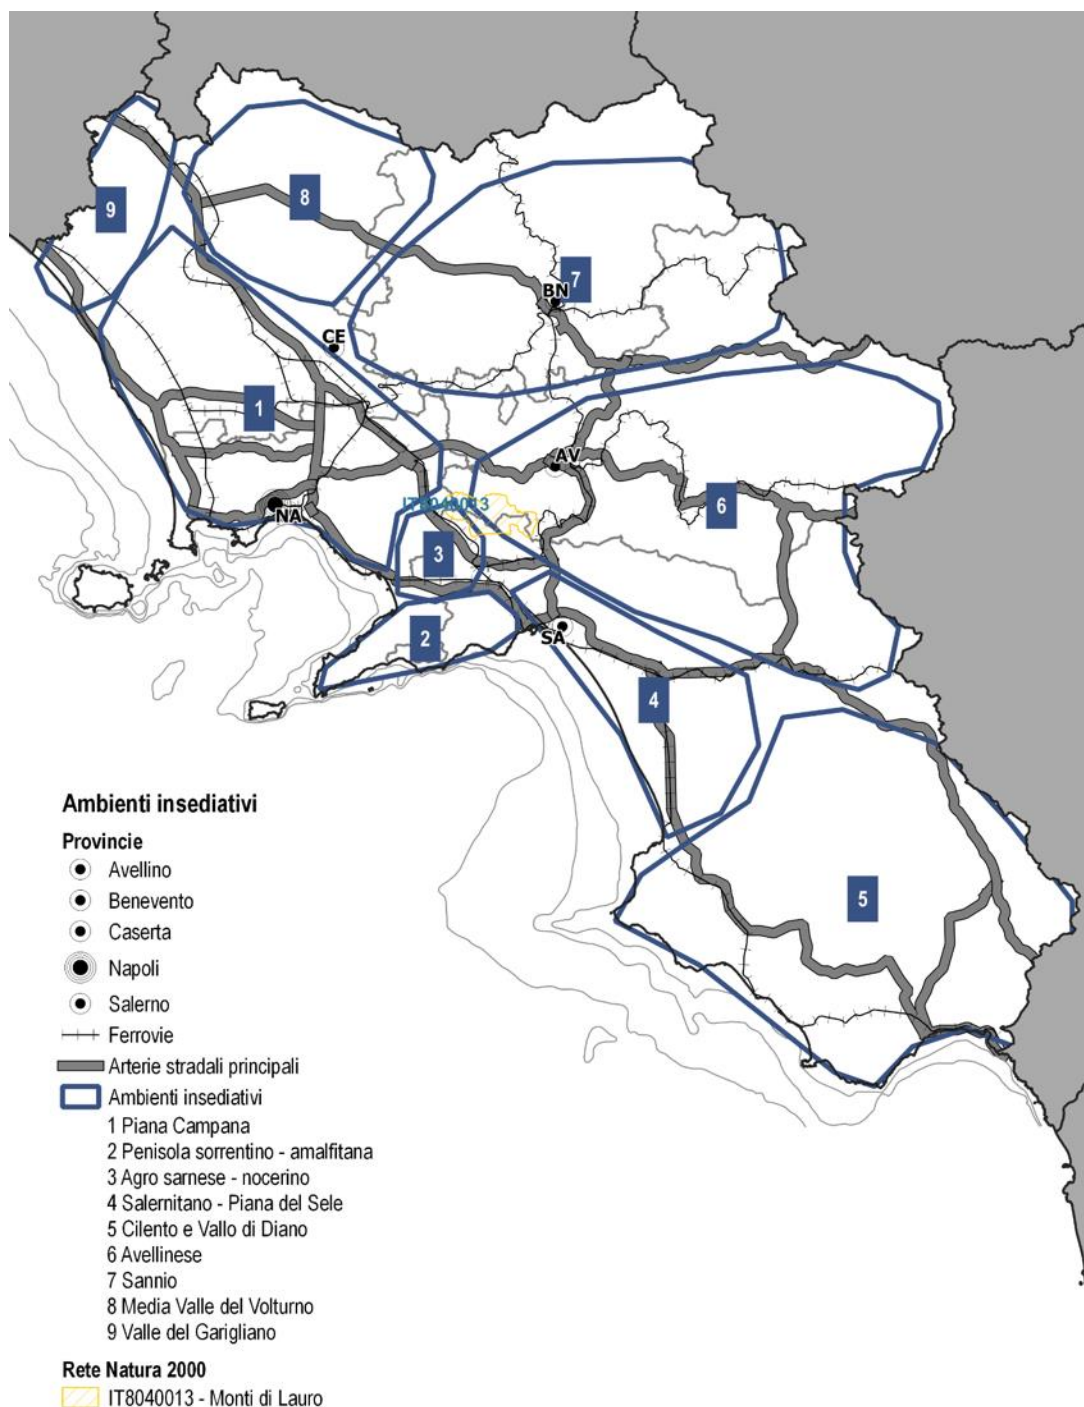 9
8
7
BN
CE
1
AV
IT8040013
6
NA
3
2
SA
4
5
Ambienti insediativi
Provincie
Avellino
Benevento
Caserta
Napoli
Salerno
Ferrovie
Arterie stradali principali
Ambienti insediativi
1 Piana Campana
2 Penisola sorrentino - amalfitana
3 Agro sarnese - nocerino
4 Salernitano - Piana del Sele
5 Cilento e Vallo di Diano
6 Avellinese
7 Sannio
8 Media Valle del Volturno
9 Valle del Garigliano
Rete Natura 2000
IT8040013 - Monti di Lauro